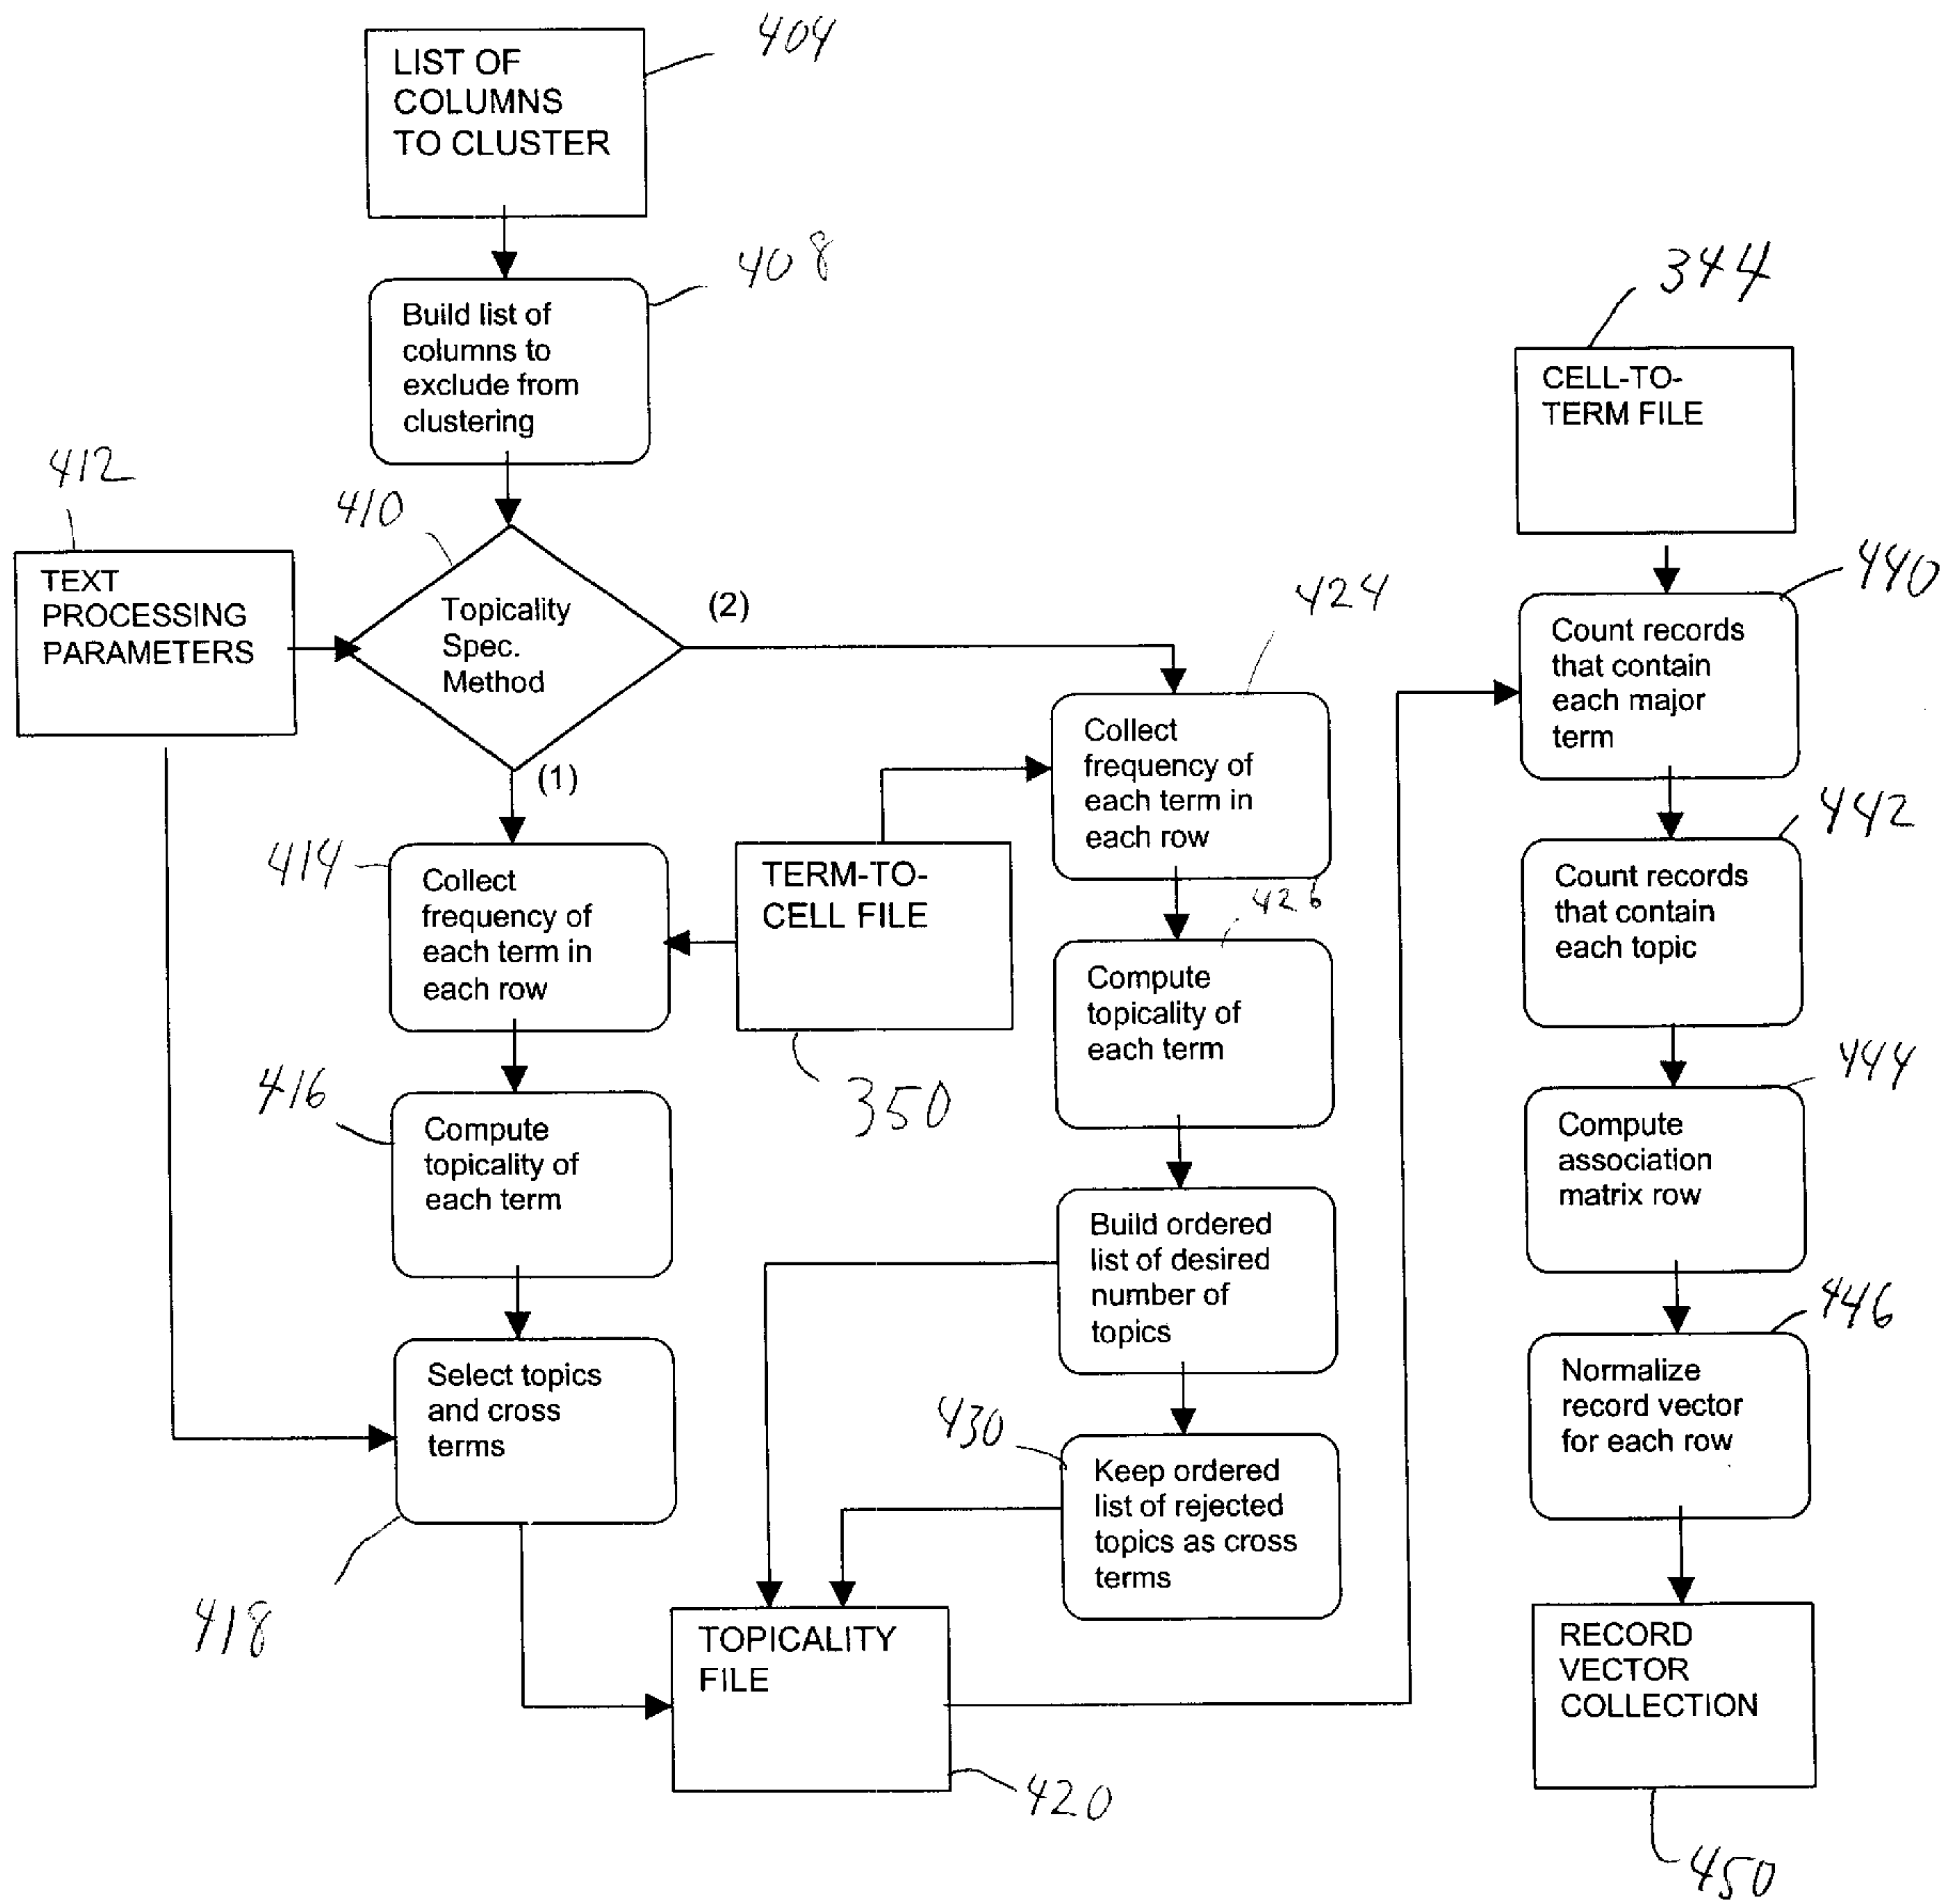 404
LIST OF
COLUMNS
TO CLUSTER
408
Build list of
columns to
exclude from
clustering
412
410
TEXT
PROCESSING
PARAMETERS
Topicality
Spec.
Method
(2)
(1)
414
Collect
frequency of
each term in
each row
TERM-TO-
CELL FILE
350
416
Compute
topicality of
each term
Select topics
and cross
terms
418
424
Collect
frequency of
each term in
each row
426
Compute
topicality of
each term
Build ordered
list of desired
number of
topics
430
Keep ordered
list of rejected
topics as cross
terms
TOPICALITY
FILE
420
344
CELL-TO-
TERM FILE
440
Count records
that contain
each major
term
442
Count records
that contain
each topic
444
Compute
association
matrix row
446
Normalize
record vector
for each row
RECORD
VECTOR
COLLECTION
450